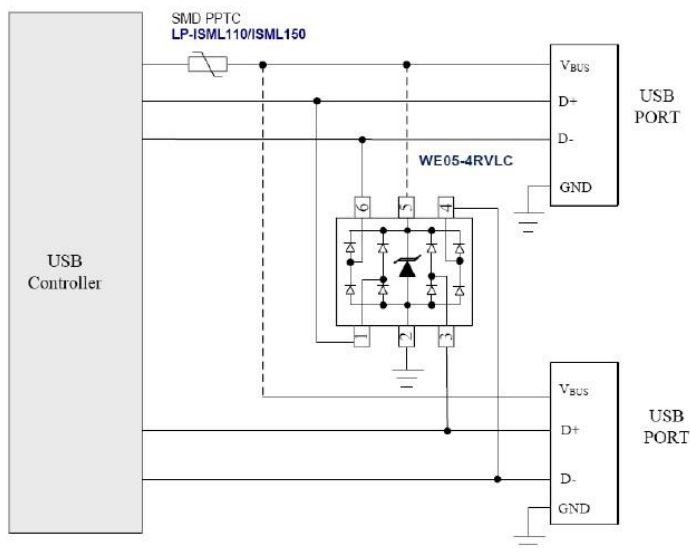 SMD PPTC
LP-ISML110/ISML150
VBUS
D+
D-
GND
USB
PORT
WE05-4RVLC
6
5
4
USB
Controller
1
2
3
VBUS
D+
D-
GND
USB
PORT